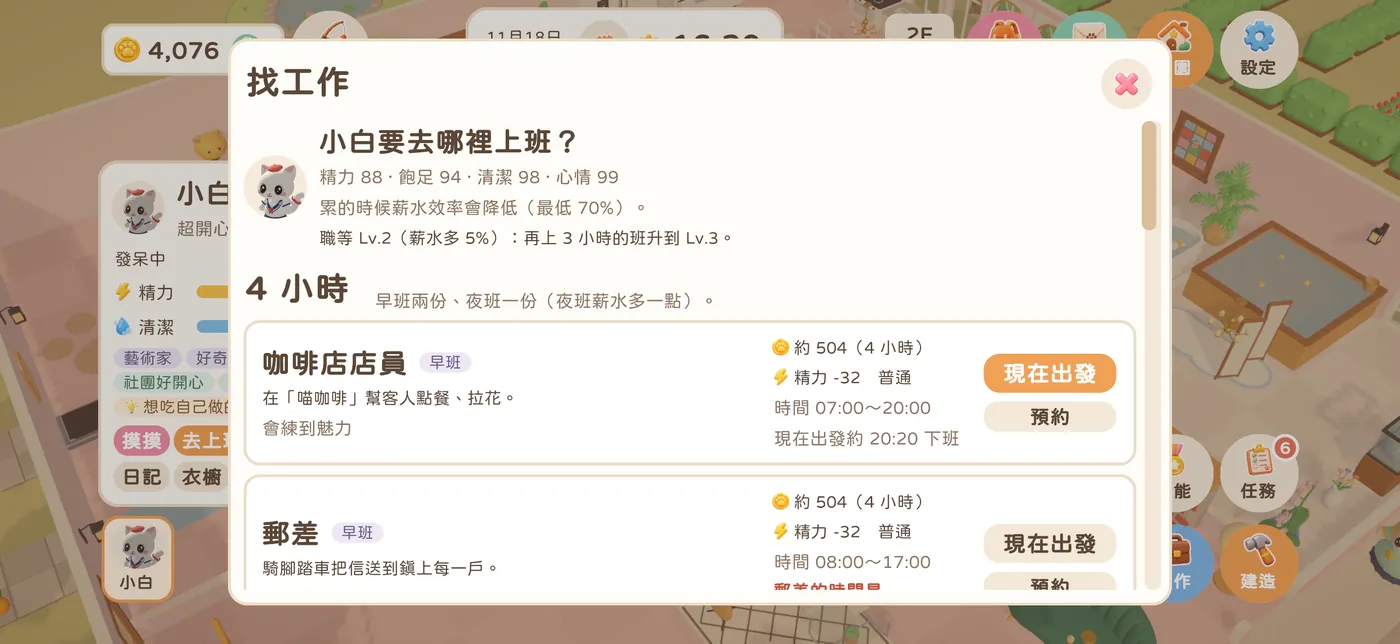 4,076
11月18日
2F
設定
找工作
小白要去哪裡上班？
精力 88 · 飽足 94 · 清潔 98 · 心情 99
累的時候薪水效率會降低（最低 70%）。
職等 Lv.2（薪水多 5%）：再上 3 小時的班升到 Lv.3。
小白
超開心
發呆中
精力
清潔
藝術家 好奇
社團好開心
想吃自己做的
摸摸 去上班
日記 衣櫥
小白
4 小時 早班兩份、夜班一份（夜班薪水多一點）。
咖啡店店員 早班
在「喵咖啡」幫客人點餐、拉花。
會練到魅力
約 504（4 小時）
精力 -32 普通
時間 07:00～20:00
現在出發約 20:20 下班
現在出發
預約
郵差 早班
騎腳踏車把信送到鎮上每一戶。
約 504（4 小時）
精力 -32 普通
時間 08:00～17:00
現在出發
預約
能
6
任務
作
建造